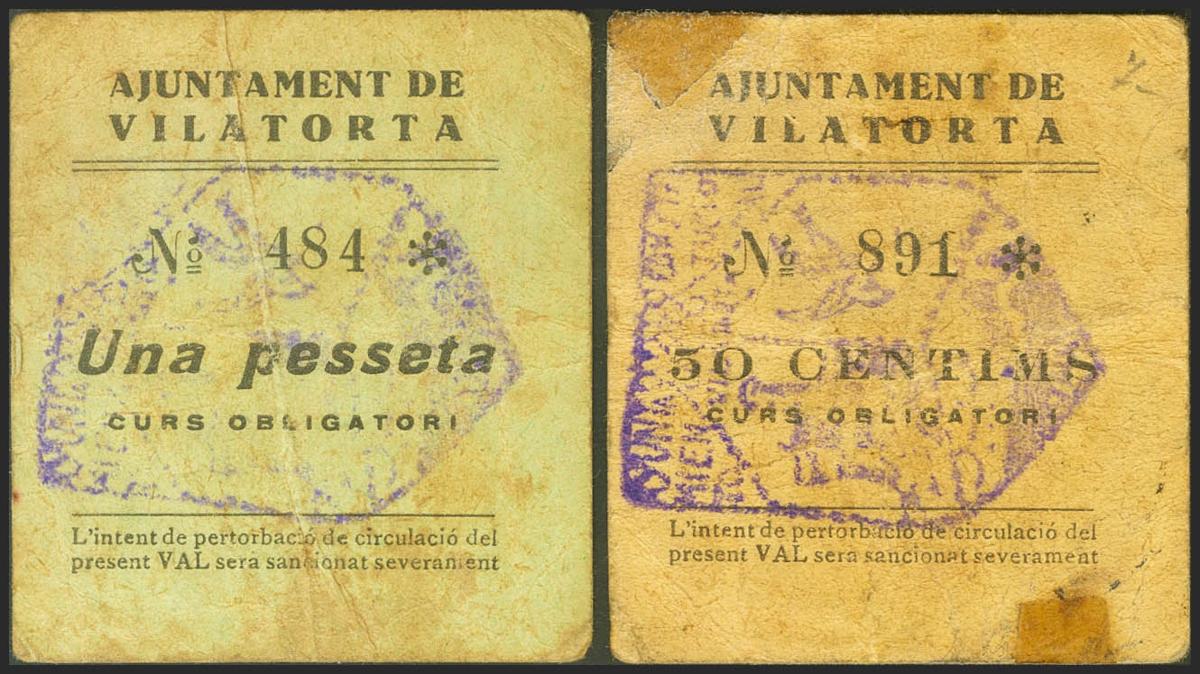 AJUNTAMENT DE
VILATORTA
Nº 484 *
Una pesseta
CURS OBLIGATORI
L'intent de pertorbació de circulació del
present VAL sera sancionat severament
AJUNTAMENT DE
VILATORTA
Nº 891 *
50 CENTIMS
CURS OBLIGATORI
L'intent de pertorbació de circulació del
present VAL sera sancionat severament